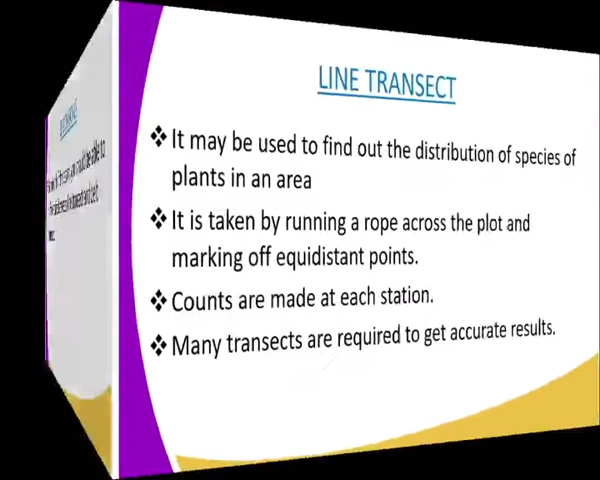 LINE TRANSECT
❖ It may be used to find out the distribution of species of
plants in an area
❖ It is taken by running a rope across the plot and
marking off equidistant points.
❖ Counts are made at each station.
❖ Many transects are required to get accurate results.